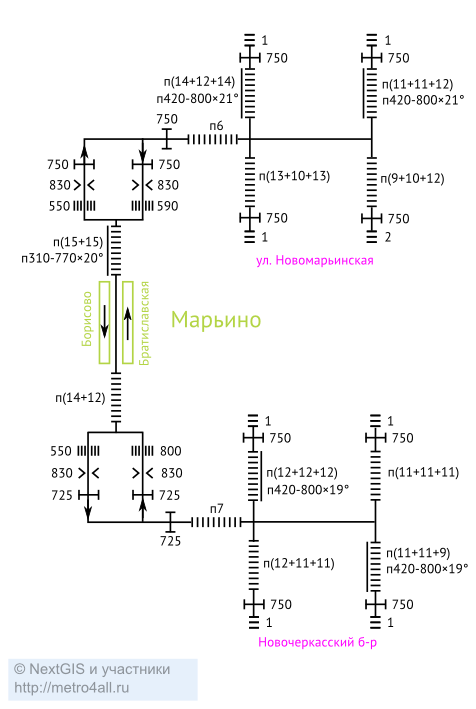 1
1
750
750
п(14+12+14)
п420-800×21°
п(11+11+12)
п420-800×21°
750
п6
750
750
830
830
550
590
п(13+10+13)
п(9+10+12)
750
750
1
2
ул. Новомарьинская
п(15+15)
п310-770×20°
Борисово
Братиславская
Марьино
п(14+12)
1
1
750
750
550
800
830
830
725
725
п(12+12+12)
п420-800×19°
п(11+11+11)
п7
725
п(12+11+11)
п(11+11+9)
п420-800×19°
750
750
1
1
Новочеркасский б-р
© NextGIS и участники
http://metro4all.ru